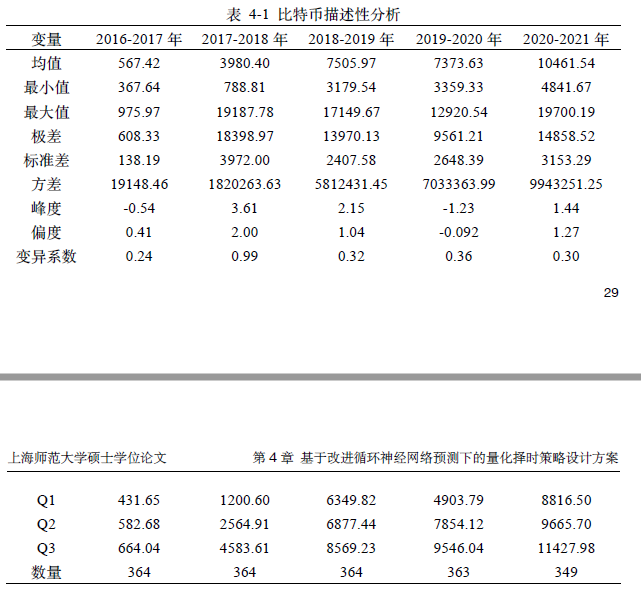 表 4-1 比特币描述性分析
变量 2016-2017 年 2017-2018 年 2018-2019 年 2019-2020 年 2020-2021 年
均值 567.42 3980.40 7505.97 7373.63 10461.54
最小值 367.64 788.81 3179.54 3359.33 4841.67
最大值 975.97 19187.78 17149.67 12920.54 19700.19
极差 608.33 18398.97 13970.13 9561.21 14858.52
标准差 138.19 3972.00 2407.58 2648.39 3153.29
方差 19148.46 1820263.63 5812431.45 7033363.99 9943251.25
峰度 -0.54 3.61 2.15 -1.23 1.44
偏度 0.41 2.00 1.04 -0.092 1.27
变异系数 0.24 0.99 0.32 0.36 0.30
29
上海师范大学硕士学位论文 第 4 章 基于改进循环神经网络预测下的量化择时策略设计方案
Q1 431.65 1200.60 6349.82 4903.79 8816.50
Q2 582.68 2564.91 6877.44 7854.12 9665.70
Q3 664.04 4583.61 8569.23 9546.04 11427.98
数量 364 364 364 363 349